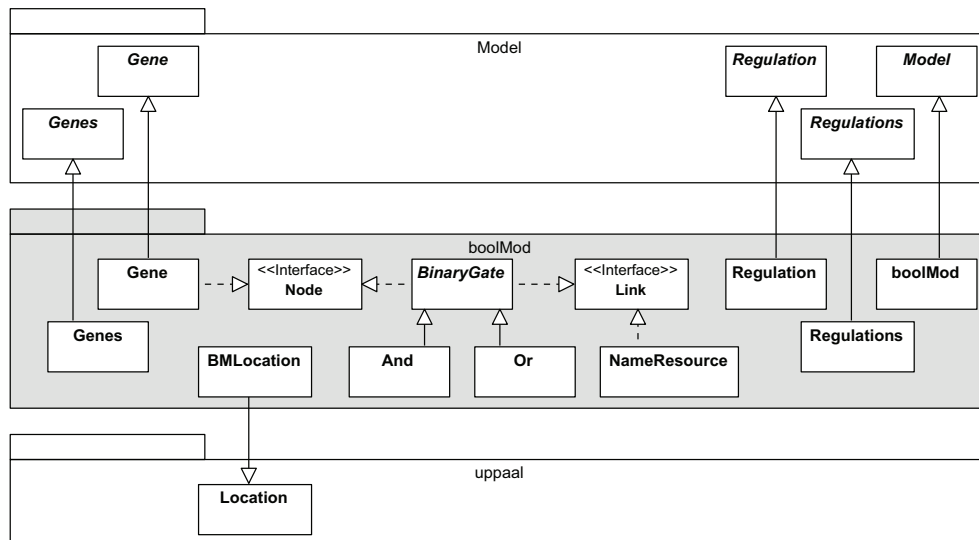 Model
Gene
Regulation
Model
Genes
Regulations
boolMod
Gene
<<Interface>>
Node
BinaryGate
<<Interface>>
Link
Regulation
boolMod
Genes
Regulations
BMLocation
And
Or
NameResource
uppaal
Location